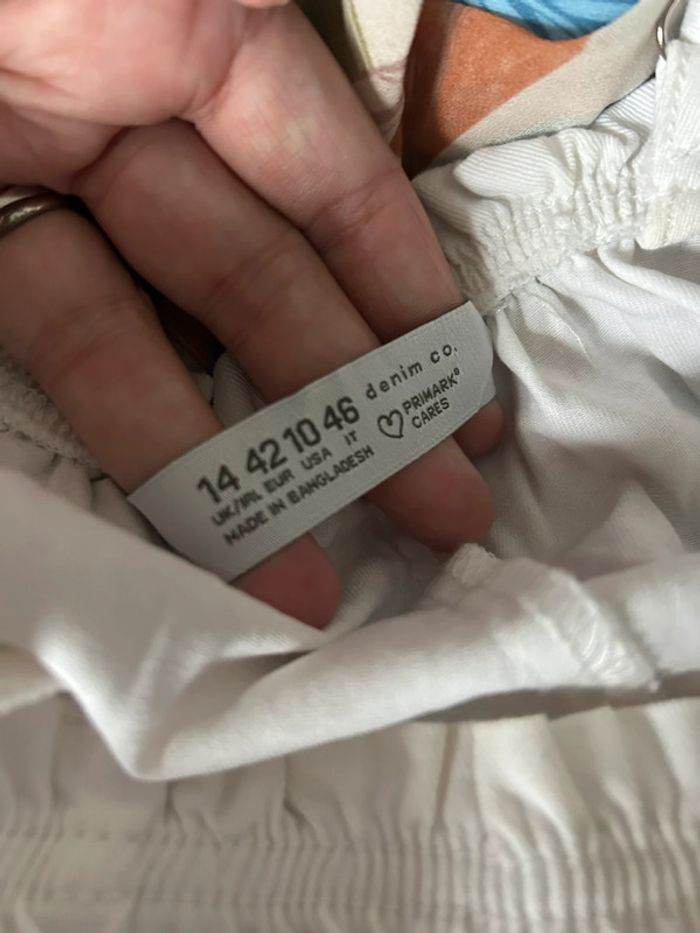 14 42 10 46 denim co.
UK/IRL EUR USA IT PRIMARK®
MADE IN BANGLADESH CARES